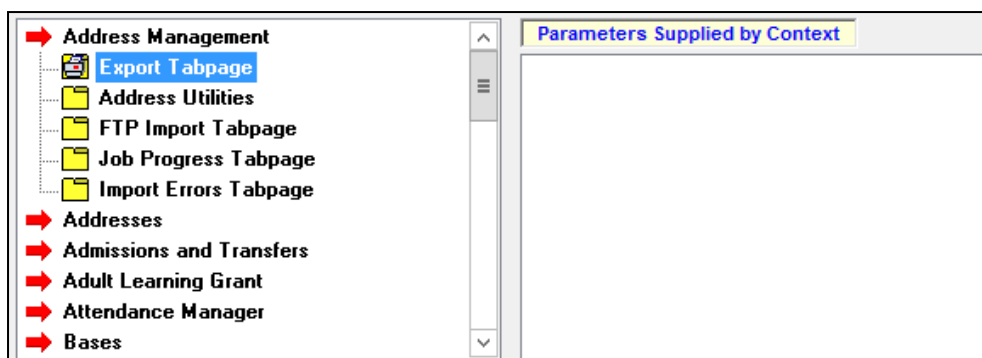 Address Management
Export Tabpage
Address Utilities
FTP Import Tabpage
Job Progress Tabpage
Import Errors Tabpage
Addresses
Admissions and Transfers
Adult Learning Grant
Attendance Manager
Bases
Parameters Supplied by Context